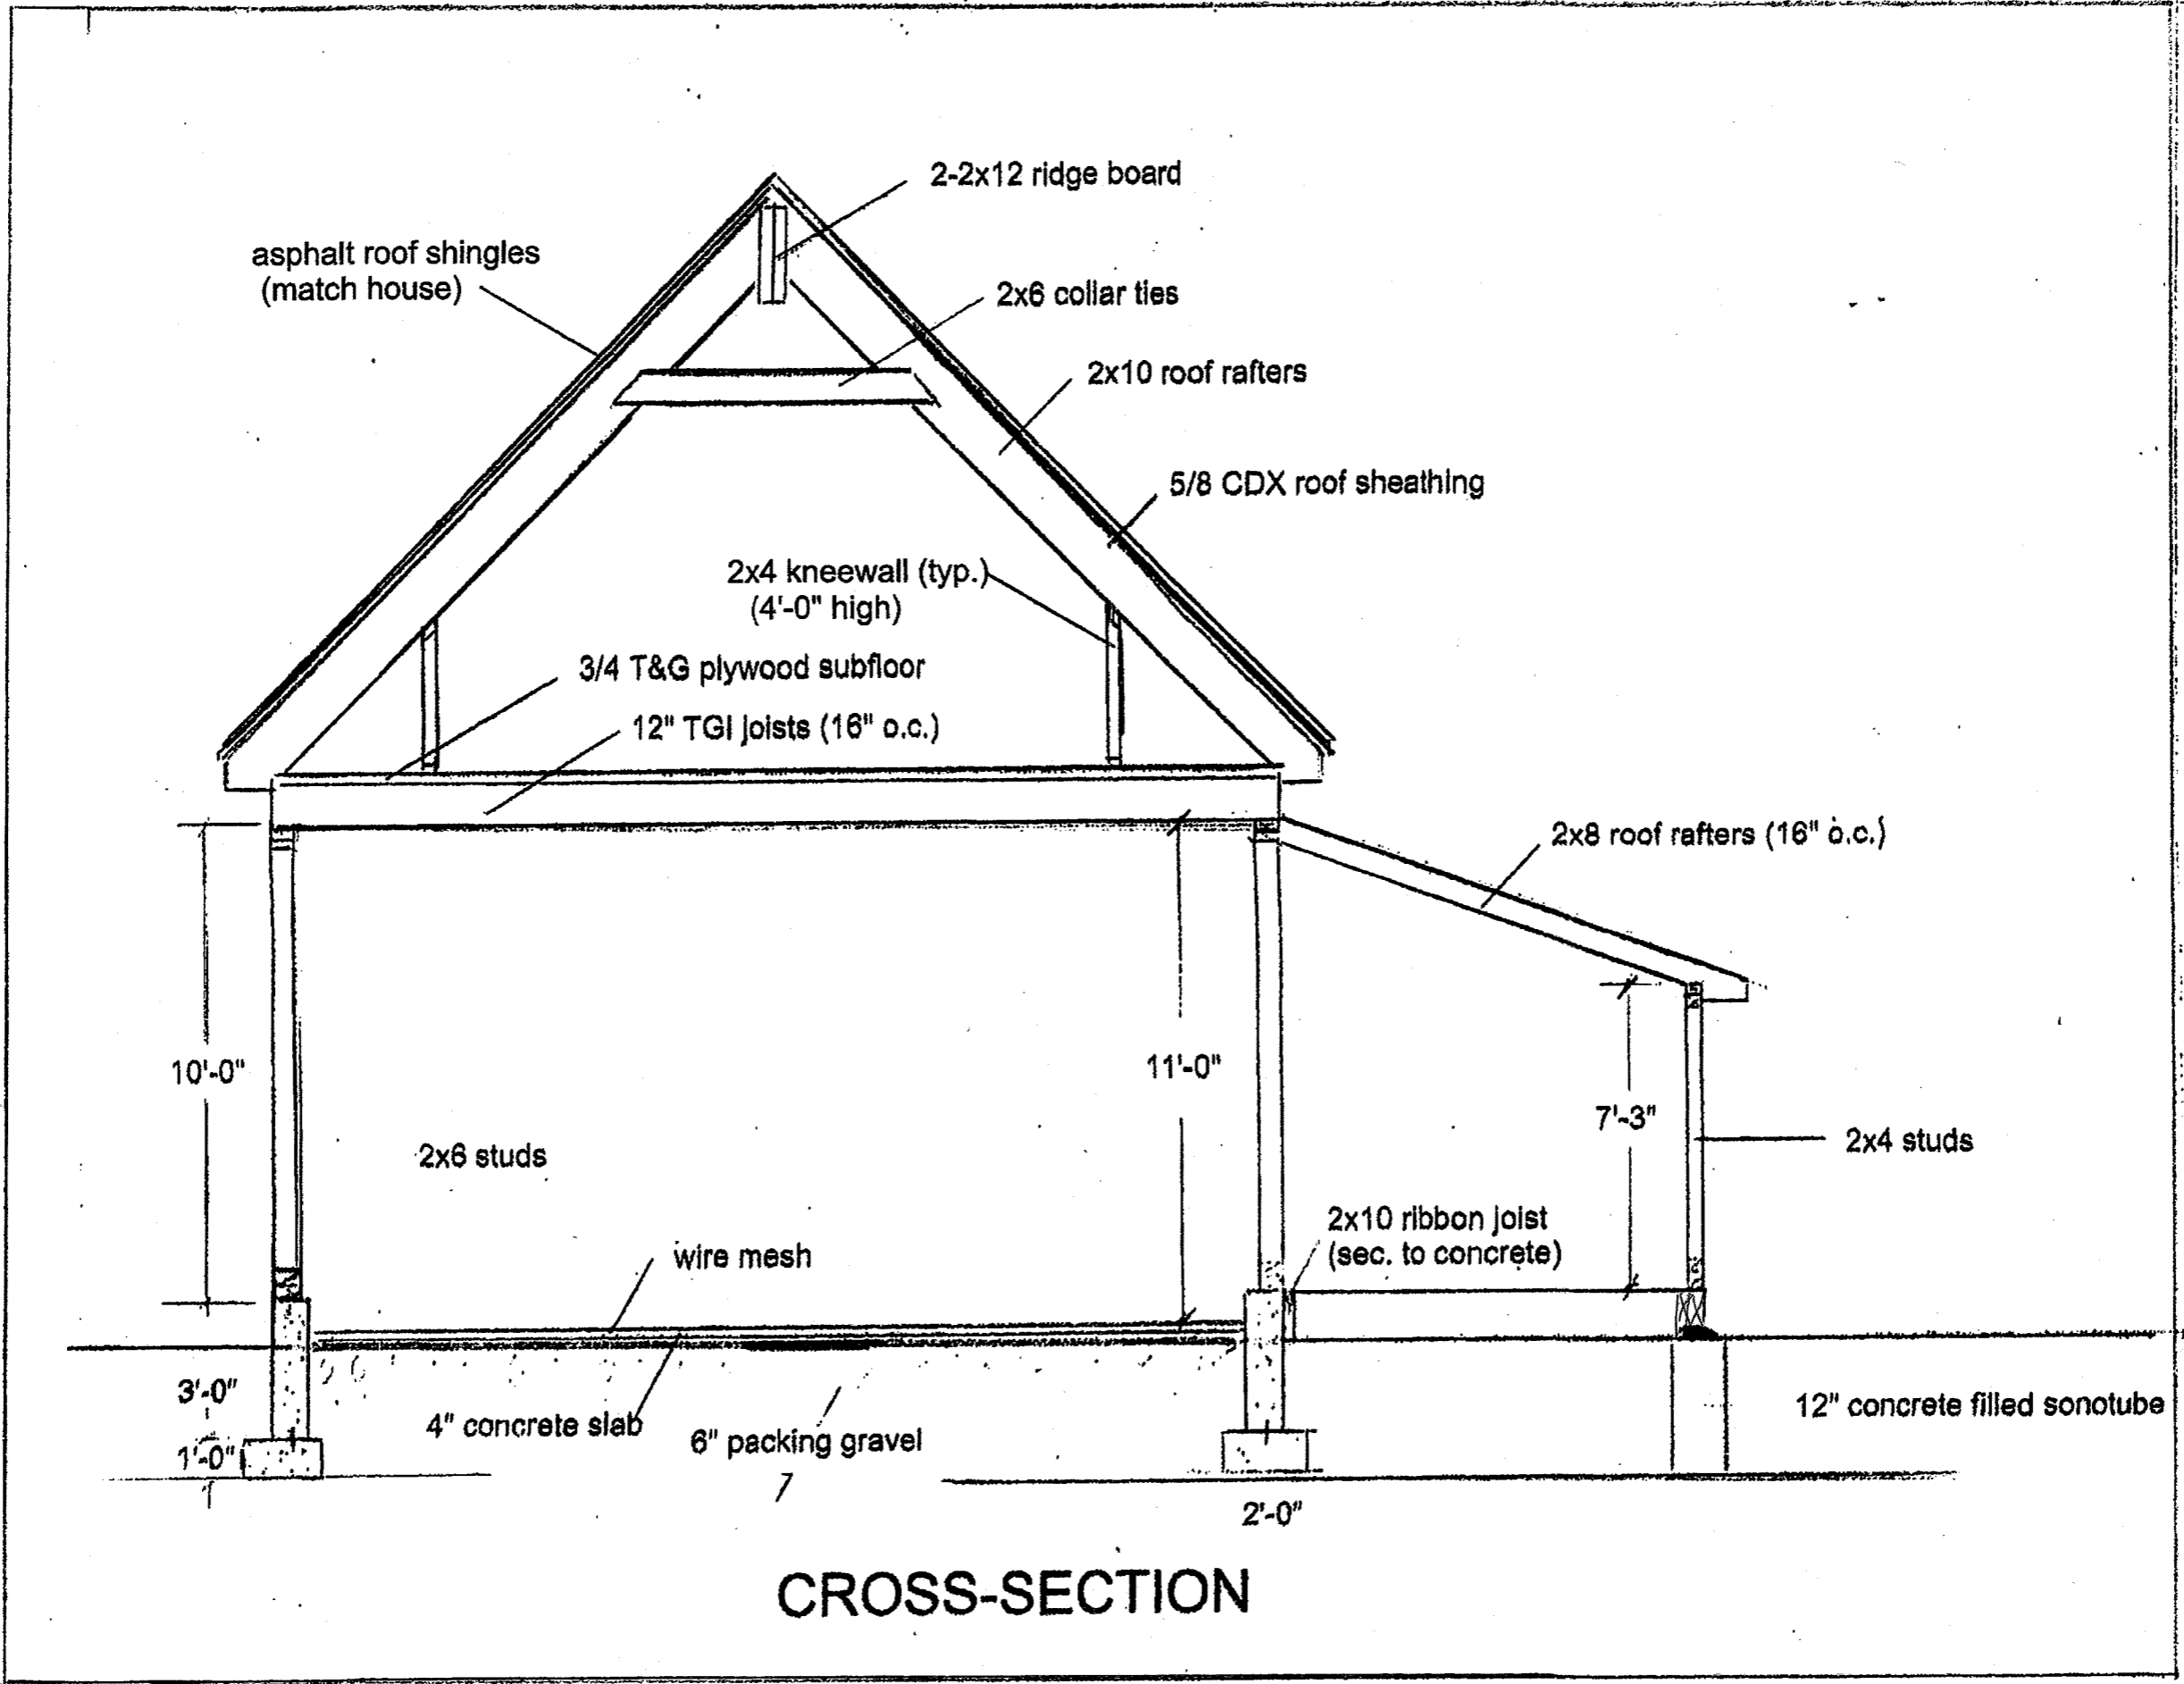 2-2x12 ridge board
asphalt roof shingles
(match house)
2x6 collar ties
2x10 roof rafters
5/8 CDX roof sheathing
2x4 kneewall (typ.)
(4'-0" high)
3/4 T&G plywood subfloor
12" TGI joists (16" o.c.)
2x8 roof rafters (16" o.c.)
10'-0"
11'-0"
7'-3"
2x6 studs
2x4 studs
2x10 ribbon joist
(sec. to concrete)
wire mesh
3'-0"
4" concrete slab
6" packing gravel
12" concrete filled sonotube
1'-0"
2'-0"
CROSS-SECTION